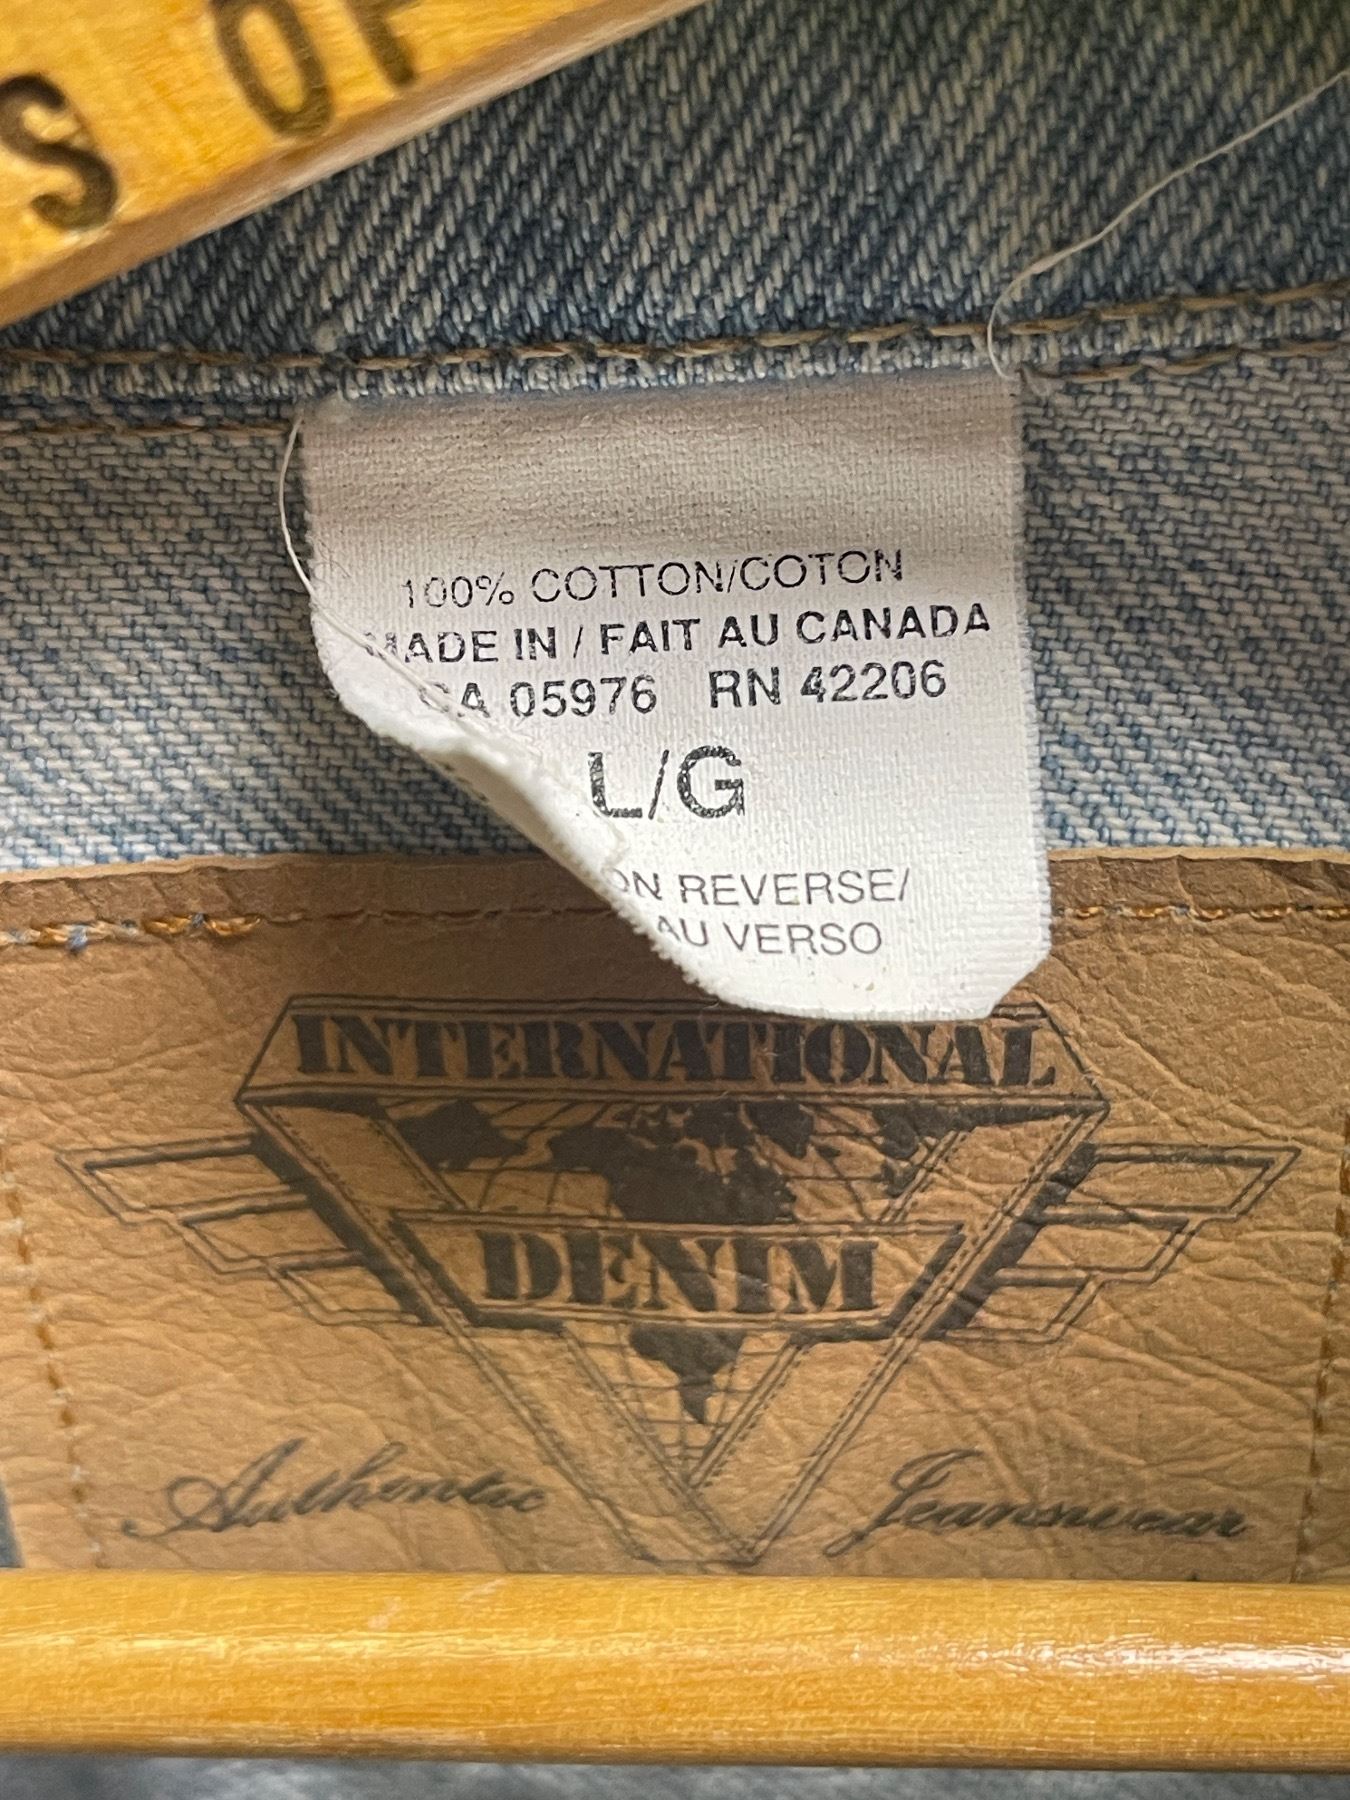 S OF
100% COTTON/COTON
MADE IN / FAIT AU CANADA
CA 05976 RN 42206
L/G
ON REVERSE/
AU VERSO
INTERNATIONAL
DENIM
Authentic Jeanswear